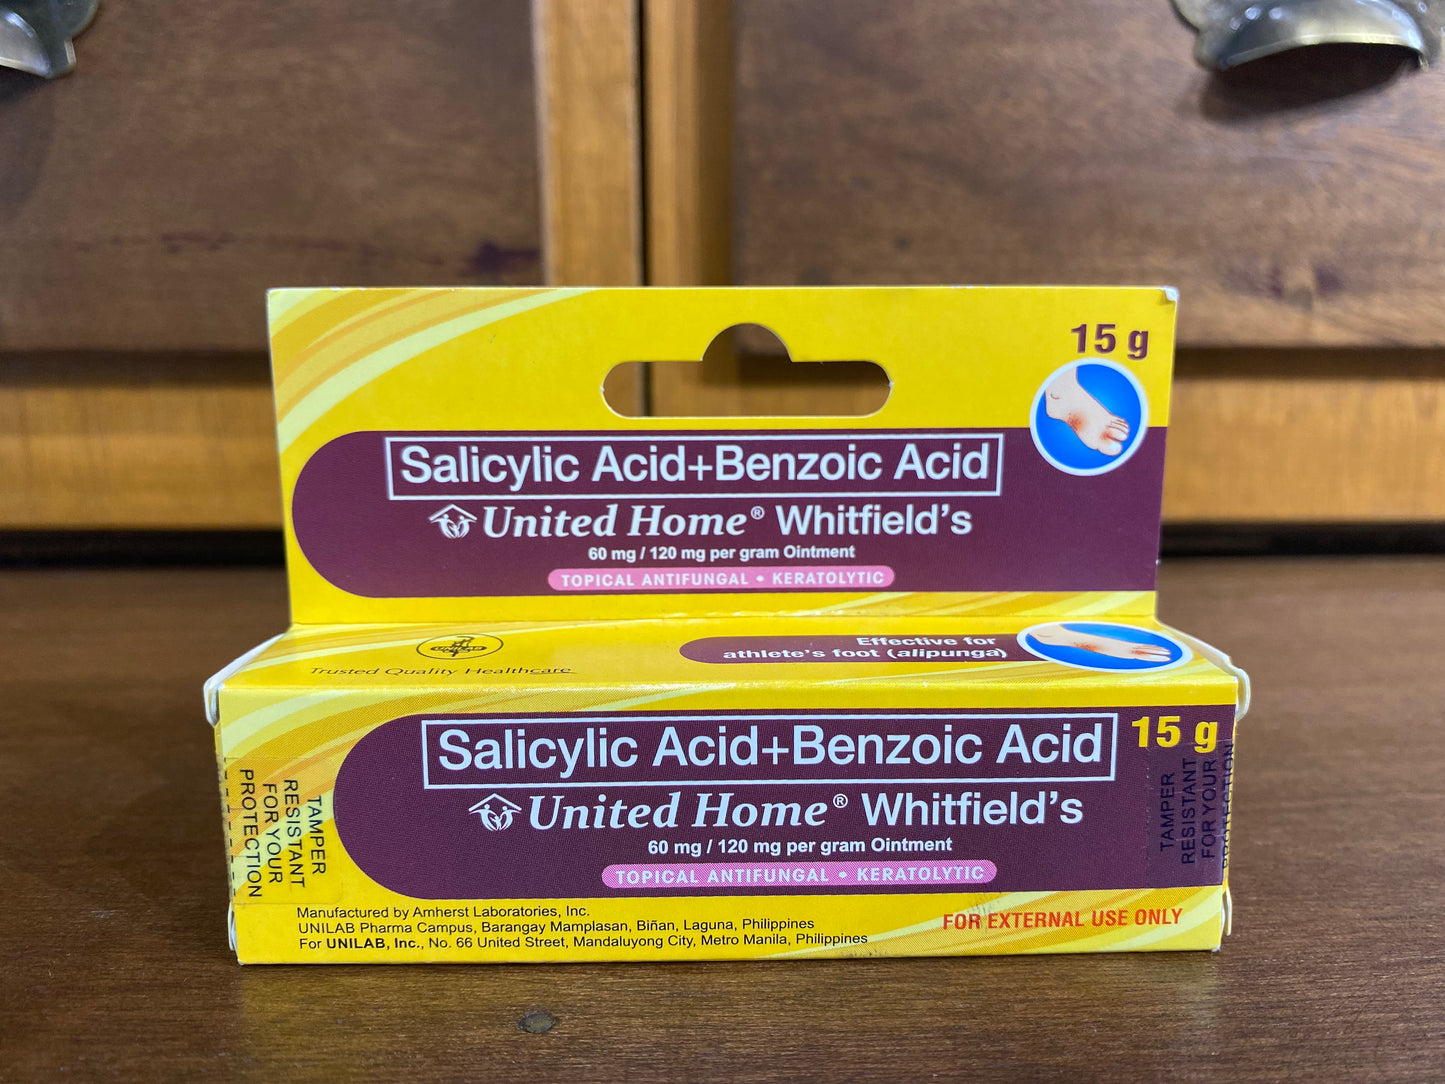 15 g
Salicylic Acid+Benzoic Acid
United Home® Whitfield's
60 mg / 120 mg per gram Ointment
TOPICAL ANTIFUNGAL • KERATOLYTIC
UNILAB
Trusted Quality Healthcare
Effective for
athlete's foot (alipunga)
Salicylic Acid+Benzoic Acid
15 g
United Home® Whitfield's
60 mg / 120 mg per gram Ointment
TOPICAL ANTIFUNGAL • KERATOLYTIC
TAMPER
RESISTANT
FOR YOUR
PROTECTION
TAMPER
RESISTANT
FOR YOUR
PROTECTION
Manufactured by Amherst Laboratories, Inc.
UNILAB Pharma Campus, Barangay Mamplasan, Biñan, Laguna, Philippines
For UNILAB, Inc., No. 66 United Street, Mandaluyong City, Metro Manila, Philippines
FOR EXTERNAL USE ONLY